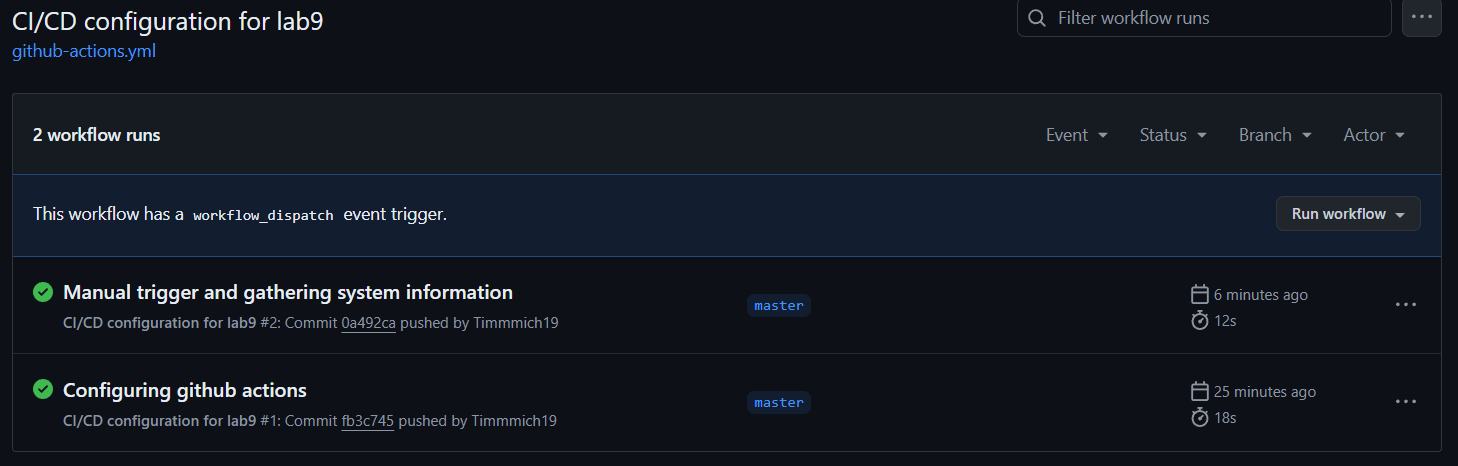 CI/CD configuration for lab9
Filter workflow runs
github-actions.yml
2 workflow runs
Event
Status
Branch
Actor
This workflow has a workflow_dispatch event trigger.
Run workflow
Manual trigger and gathering system information
master
6 minutes ago
CI/CD configuration for lab9 #2: Commit 0a492ca pushed by Timmmich19
12s
Configuring github actions
master
25 minutes ago
CI/CD configuration for lab9 #1: Commit fb3c745 pushed by Timmmich19
18s